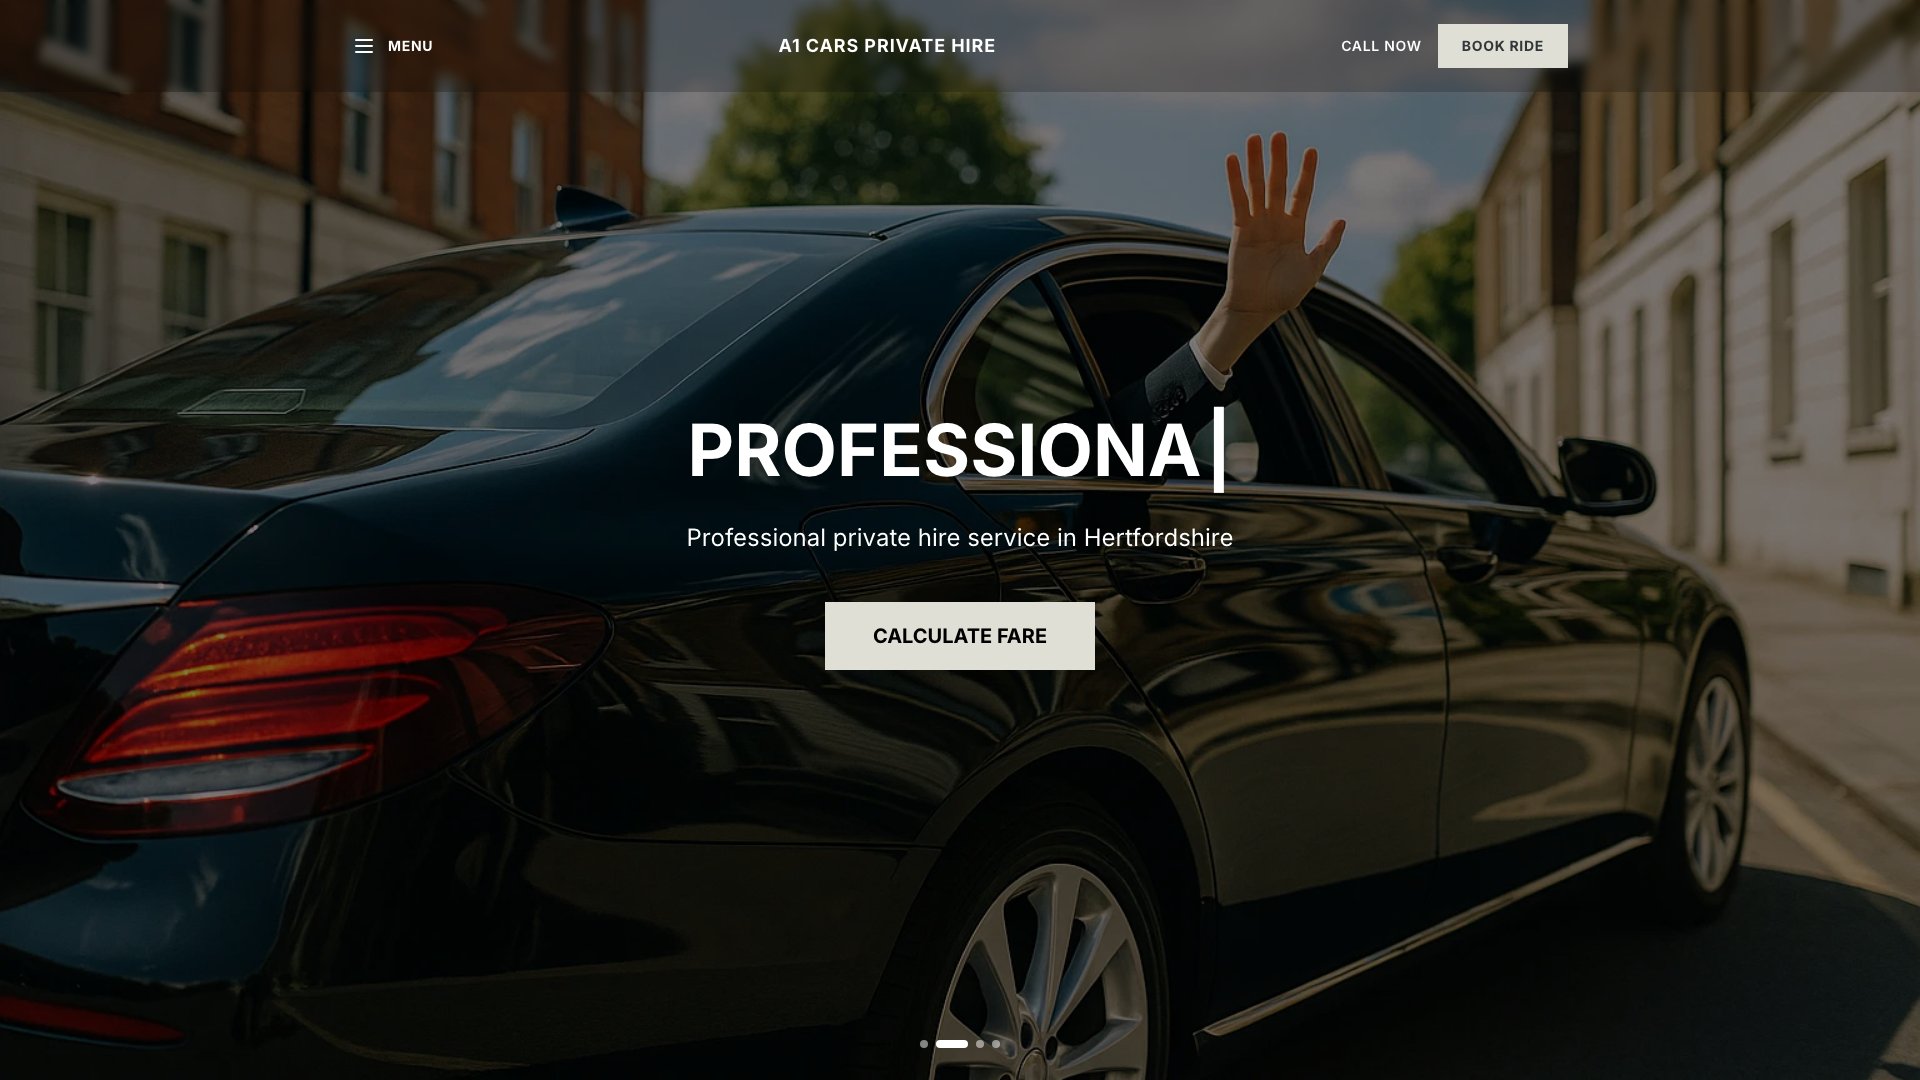 MENU
A1 CARS PRIVATE HIRE
CALL NOW
BOOK RIDE
PROFESSIONA
Professional private hire service in Hertfordshire
CALCULATE FARE